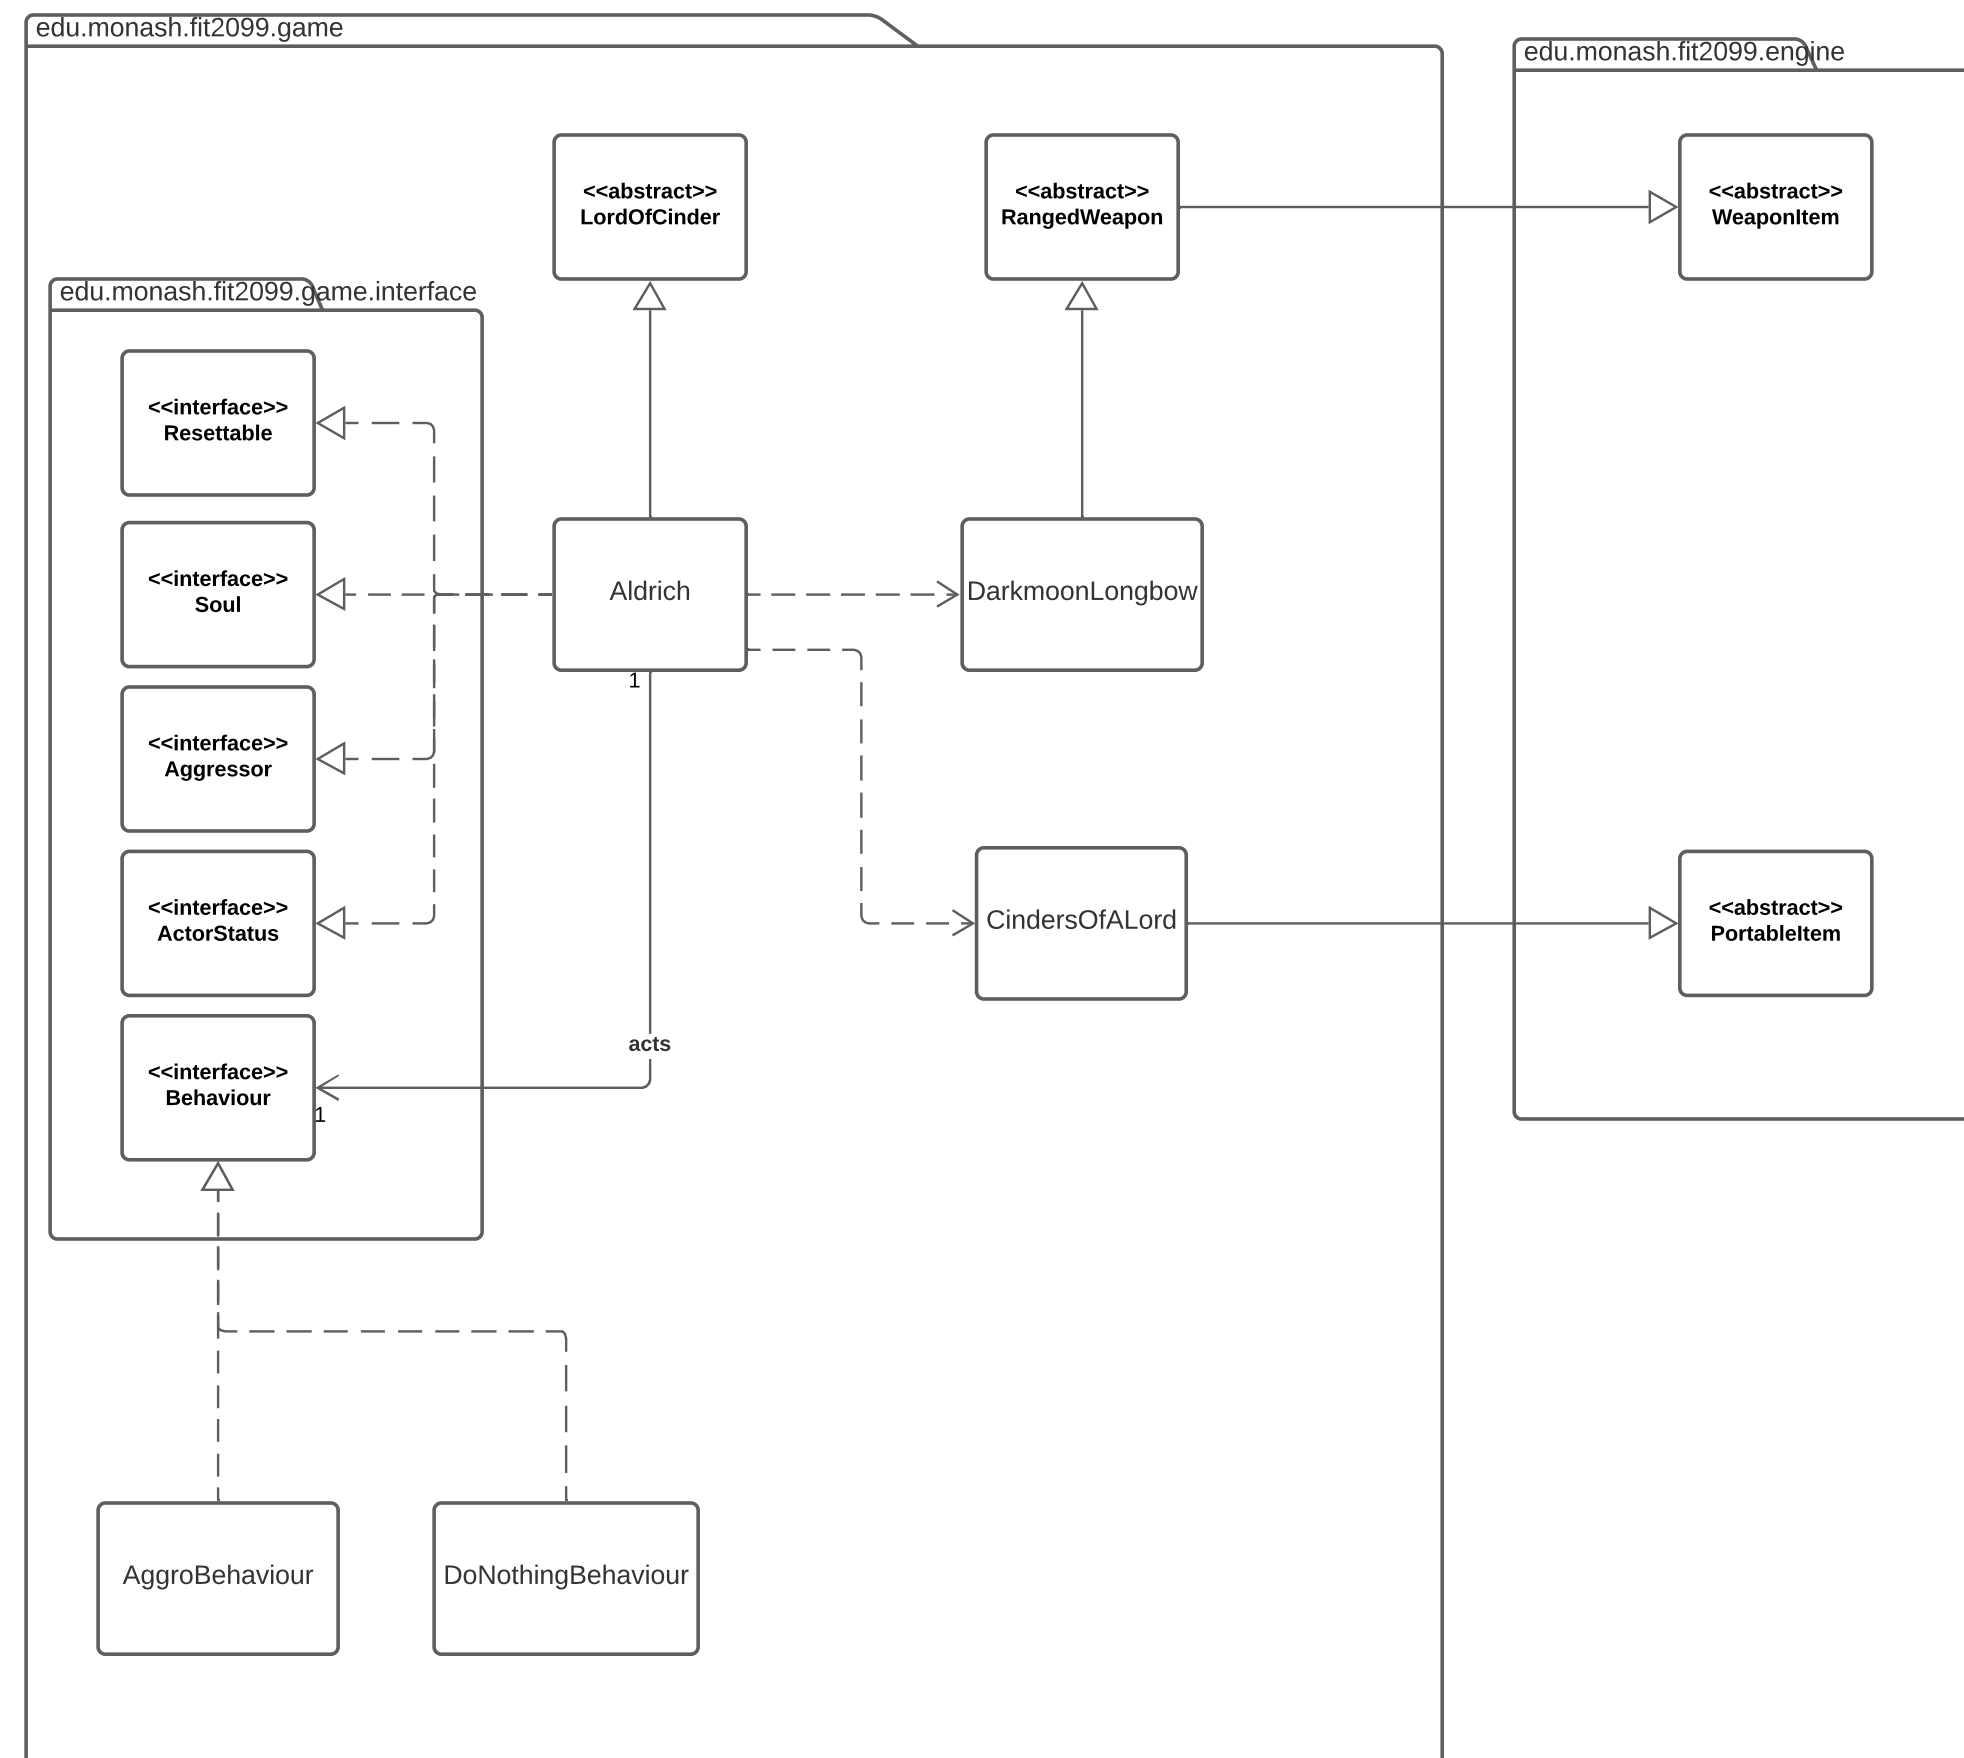 edu.monash.fit2099.game
edu.monash.fit2099.engine
<<abstract>>
LordOfCinder
<<abstract>>
RangedWeapon
<<abstract>>
WeaponItem
edu.monash.fit2099.game.interface
<<interface>>
Resettable
<<interface>>
Soul
Aldrich
DarkmoonLongbow
1
<<interface>>
Aggressor
<<interface>>
ActorStatus
CindersOfALord
<<abstract>>
PortableItem
acts
<<interface>>
Behaviour
1
AggroBehaviour
DoNothingBehaviour